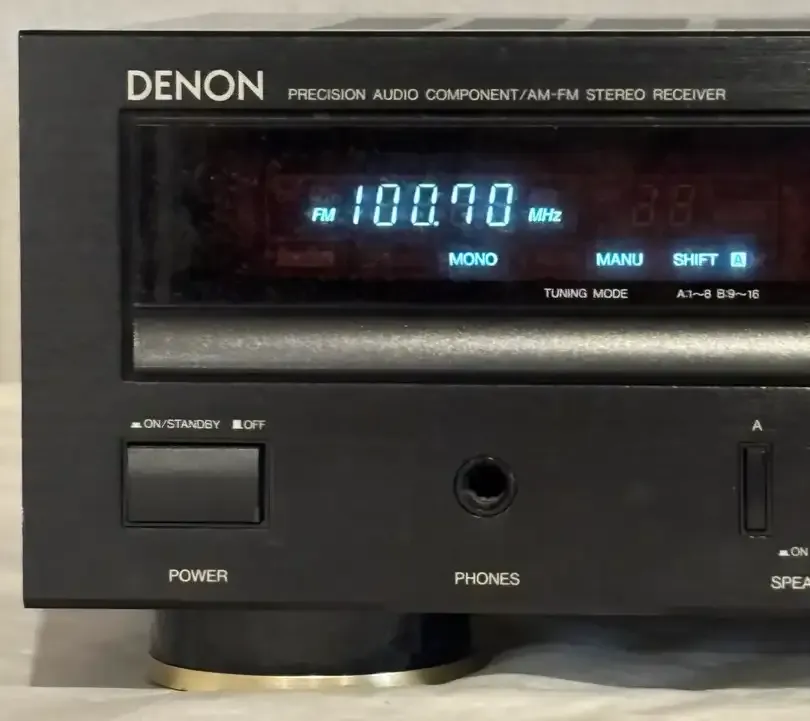 DENON PRECISION AUDIO COMPONENT/AM-FM STEREO RECEIVER
FM 100.70 MHz
MONO MANU SHIFT A
TUNING MODE A:1~8 B:9~16
ON/STANDBY OFF A
ON
POWER PHONES